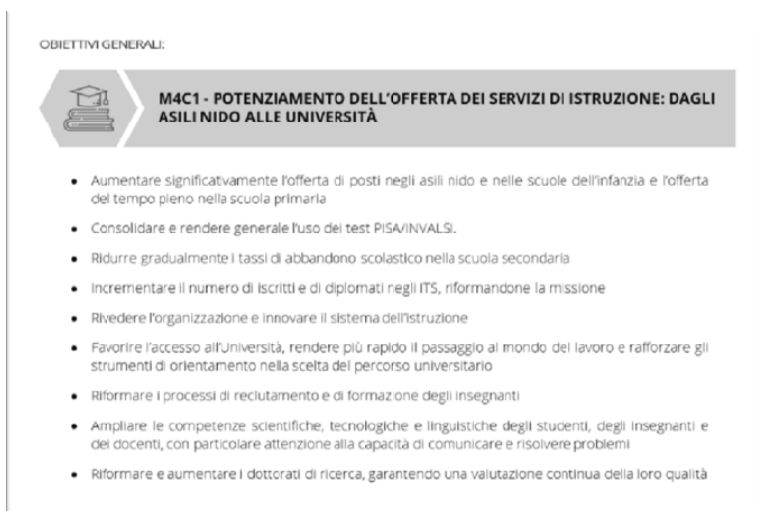 OBIETTIVI GENERALI:
M4C1 - POTENZIAMENTO DELL'OFFERTA DEI SERVIZI DI ISTRUZIONE: DAGLI
ASILI NIDO ALLE UNIVERSITÀ
• Aumentare significativamente l'offerta di posti negli asili nido e nelle scuole dell'infanzia e l'offerta
del tempo pieno nella scuola primaria
• Consolidare e rendere generale l'uso dei test PISA/INVALSI.
• Ridurre gradualmente i tassi di abbandono scolastico nella scuola secondaria
• Incrementare il numero di iscritti e di diplomati negli ITS, riformandone la missione
• Rivedere l'organizzazione e innovare il sistema dell'istruzione
• Favorire l'accesso all'Università, rendere più rapido il passaggio al mondo del lavoro e rafforzare gli
strumenti di orientamento nella scelta del percorso universitario
• Riformare i processi di reclutamento e di formazione degli insegnanti
• Ampliare le competenze scientifiche, tecnologiche e linguistiche degli studenti, degli insegnanti e
dei docenti, con particolare attenzione alla capacità di comunicare e risolvere problemi
• Riformare e aumentare i dottorati di ricerca, garantendo una valutazione continua della loro qualità